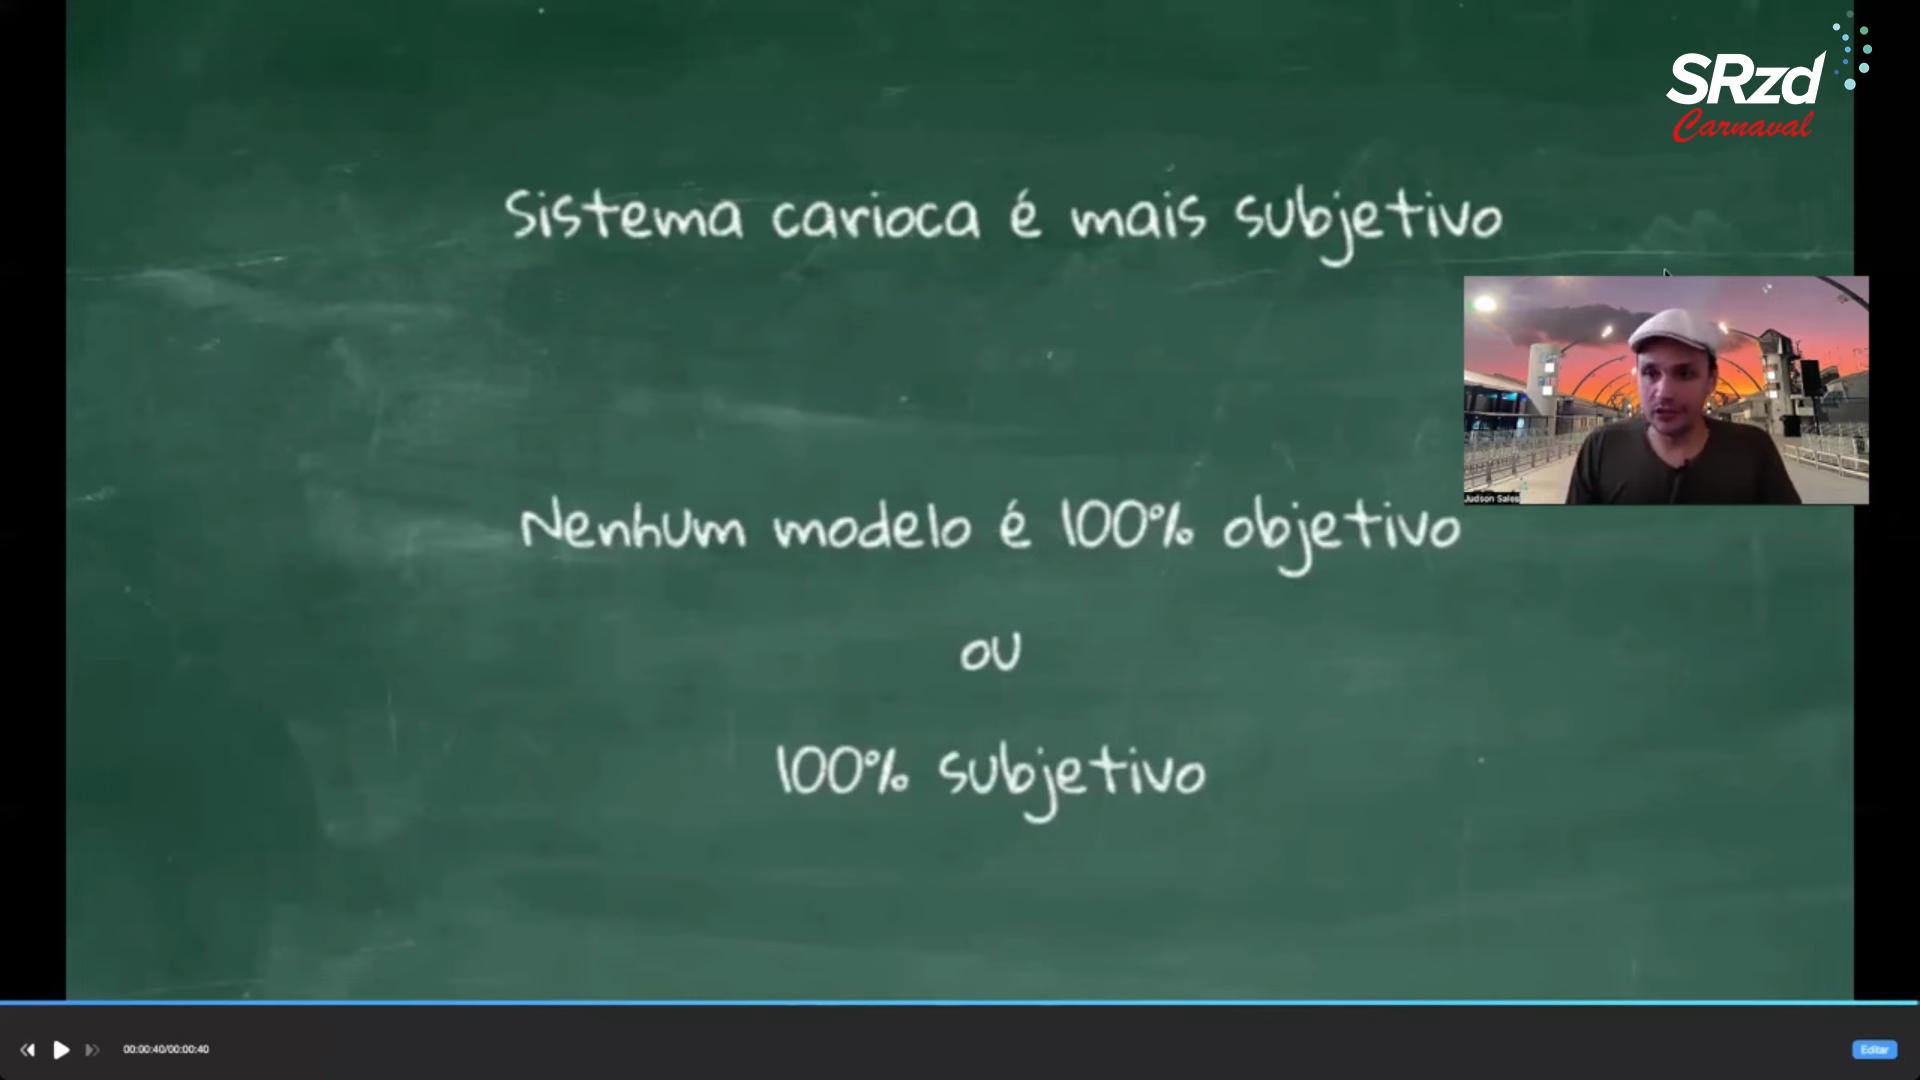 SRzd
Carnaval
Sistema carioca é mais subjetivo
Judson Sales
Nenhum modelo é 100% objetivo
ou
100% subjetivo
00:00:40/00:00:40
Editar